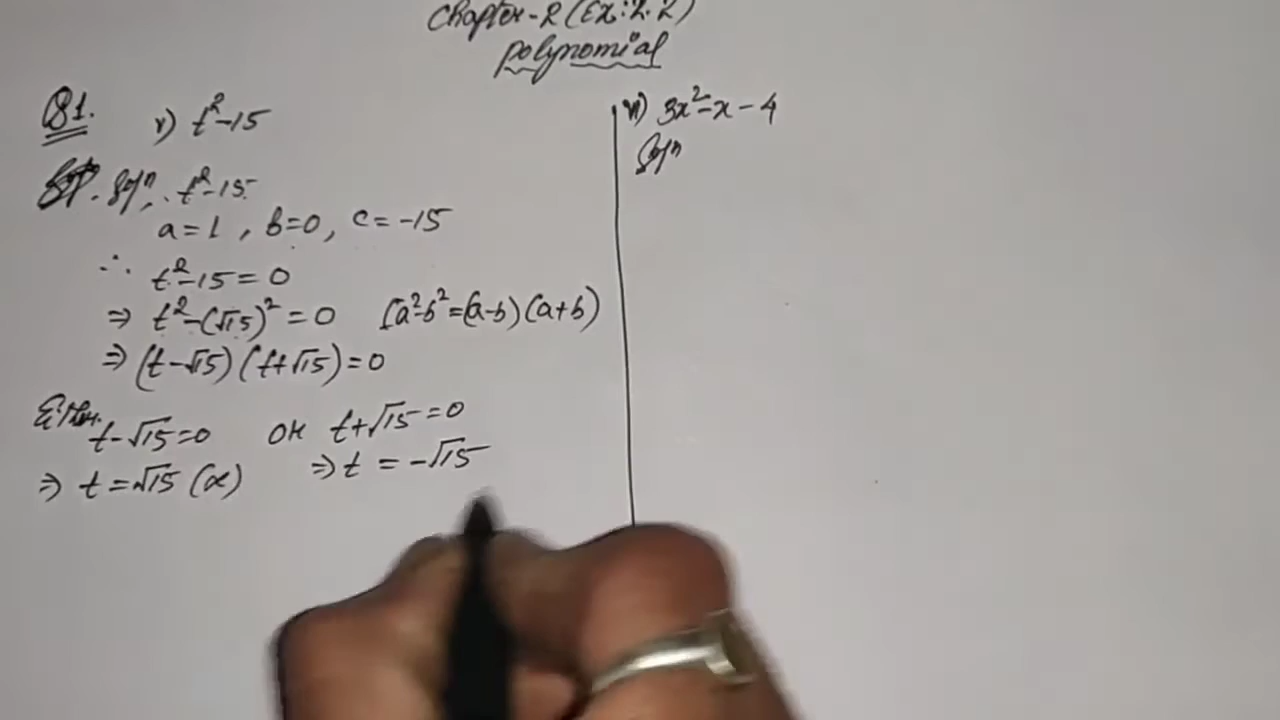 Chapter-2 (Ex: 2.2)
polynomial
Q1. v) t²-15
Solⁿ, t²-15
a=1, b=0, c=-15
∴ t²-15=0
⇒ t²-(√15)²=0 [a²-b²=(a-b)(a+b)
⇒ (t-√15)(t+√15)=0
Either
t-√15=0 OR t+√15=0
⇒ t=√15 (α) ⇒ t=-√15
vi) 3x²-x-4
Solⁿ